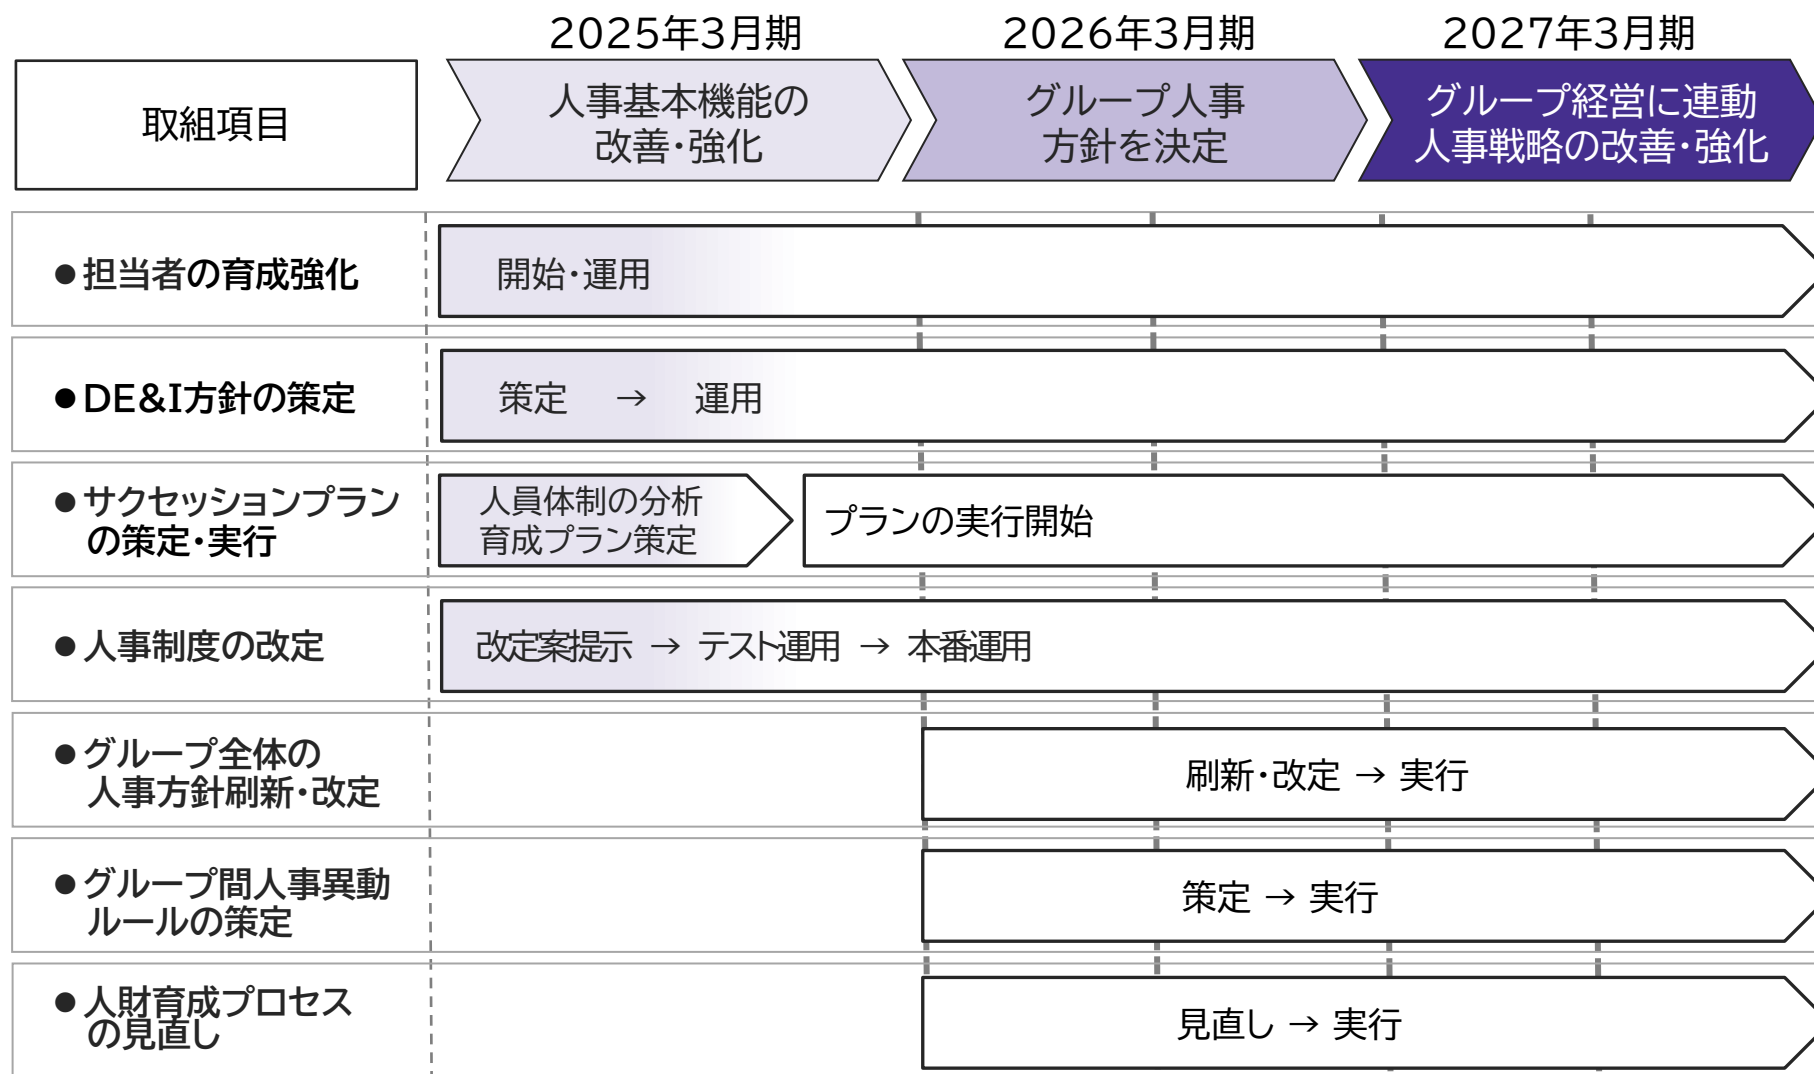 2025年3月期
2026年3月期
2027年3月期
取組項目
人事基本機能の
改善・強化
グループ人事
方針を決定
グループ経営に連動
人事戦略の改善・強化
●担当者の育成強化
開始・運用
●DE&I方針の策定
策定 → 運用
●サクセッションプラン
の策定・実行
人員体制の分析
育成プラン策定
プランの実行開始
●人事制度の改定
改定案提示 → テスト運用 → 本番運用
●グループ全体の
人事方針刷新・改定
刷新・改定 → 実行
●グループ間人事異動
ルールの策定
策定 → 実行
●人財育成プロセス
の見直し
見直し → 実行